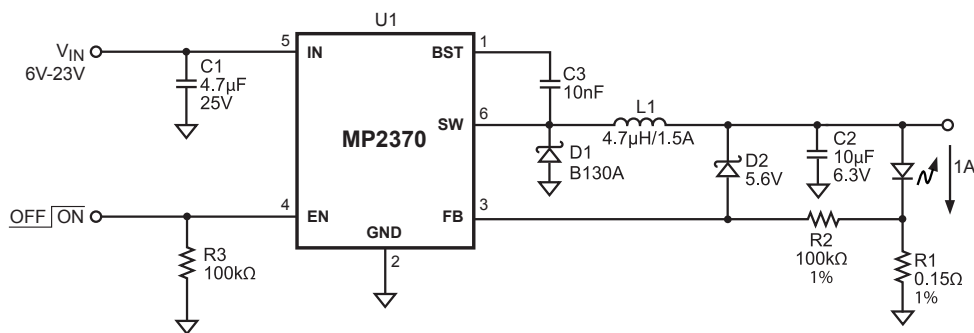 U1
V_IN
6V-23V
C1
4.7µF
25V
5
IN
BST
1
C3
10nF
SW
6
L1
4.7µH/1.5A
MP2370
D1
B130A
D2
5.6V
C2
10µF
6.3V
1A
OFF ON
4
EN
FB
3
GND
2
R3
100kΩ
R2
100kΩ
1%
R1
0.15Ω
1%